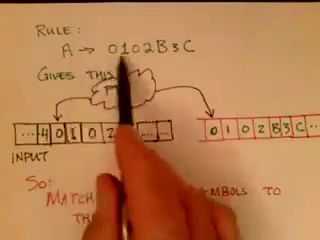 RULE:
A → 0102B3C
GIVES THIS
... 4 0 1 0 2 ... ...
0 1 0 2 B 3 C ...
INPUT
SO:
MATCH SYMBOLS TO